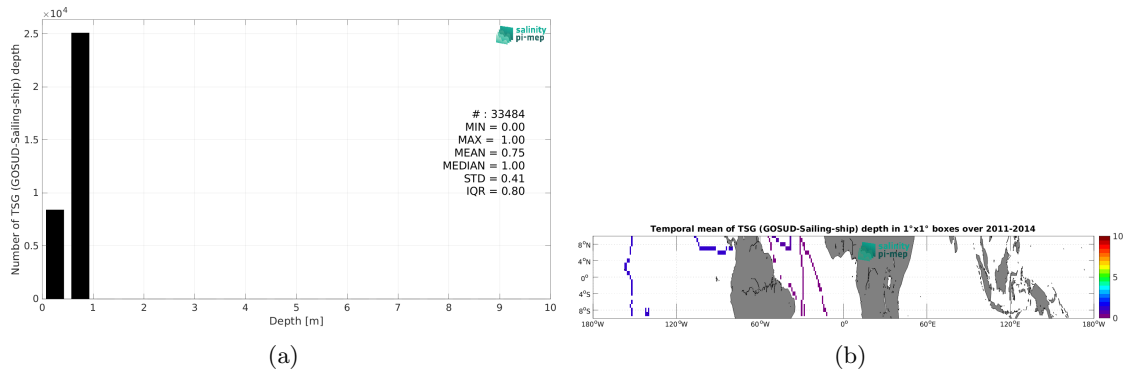 ×10⁴
2.5
2
1.5
1
0.5
0
Number of TSG (GOSUD-Sailing-ship) depth
salinity
pi-mep
# : 33484
MIN = 0.00
MAX = 1.00
MEAN = 0.75
MEDIAN = 1.00
STD = 0.41
IQR = 0.80
0 1 2 3 4 5 6 7 8 9 10
Depth [m]
(a)
Temporal mean of TSG (GOSUD-Sailing-ship) depth in 1°x1° boxes over 2011-2014
salinity
pi-mep
8°N
4°N
0°
4°S
8°S
180°W 120°W 60°W 0° 60°E 120°E 180°W
10
5
0
(b)